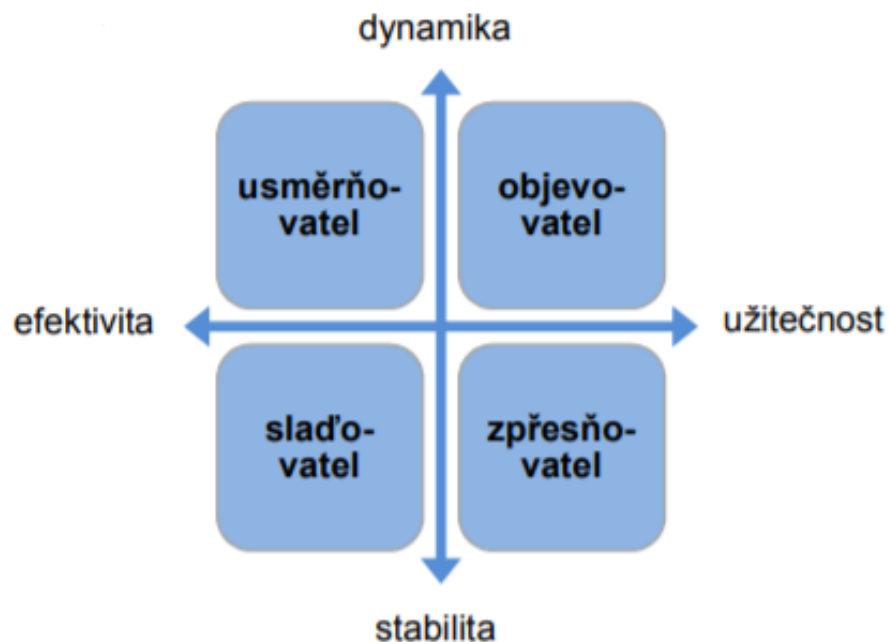 dynamika
usměrňo-
vatel
objevo-
vatel
efektivita
užitečnost
slaďo-
vatel
zpřesňo-
vatel
stabilita